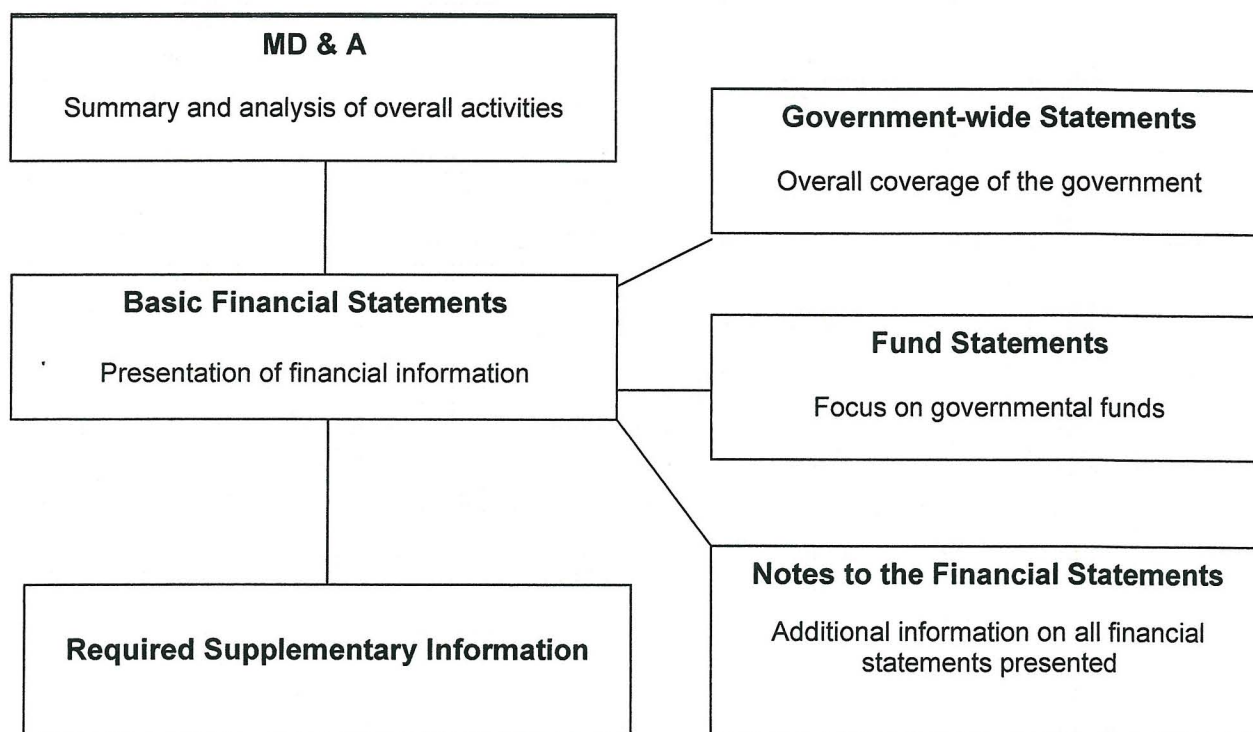 MD & A
Summary and analysis of overall activities
Government-wide Statements
Overall coverage of the government
Basic Financial Statements
Presentation of financial information
Fund Statements
Focus on governmental funds
Required Supplementary Information
Notes to the Financial Statements
Additional information on all financial
statements presented